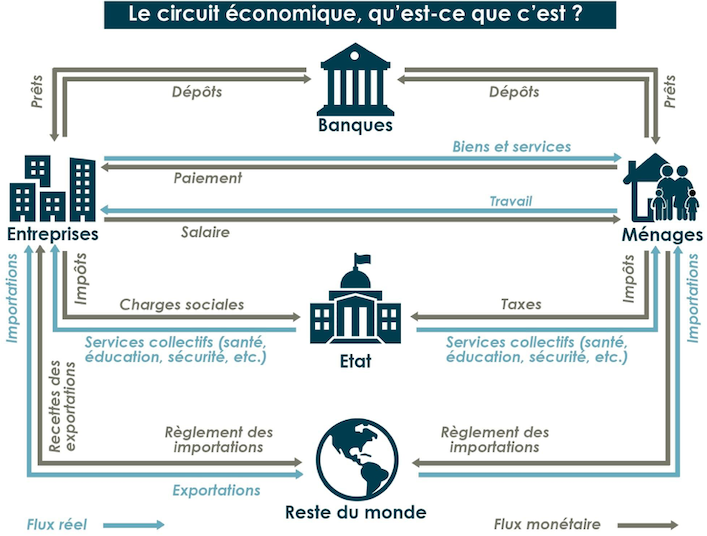 Le circuit économique, qu'est-ce que c'est ?
Prêts
Dépôts
Dépôts
Prêts
Banques
Biens et services
Paiement
Travail
Entreprises
Salaire
Ménages
Importations
Impôts
Impôts
Importations
Charges sociales
Taxes
Services collectifs (santé,
éducation, sécurité, etc.)
Etat
Services collectifs (santé,
éducation, sécurité, etc.)
Recettes des
exportations
Règlement des
importations
Règlement des
importations
Exportations
Reste du monde
Flux réel
Flux monétaire